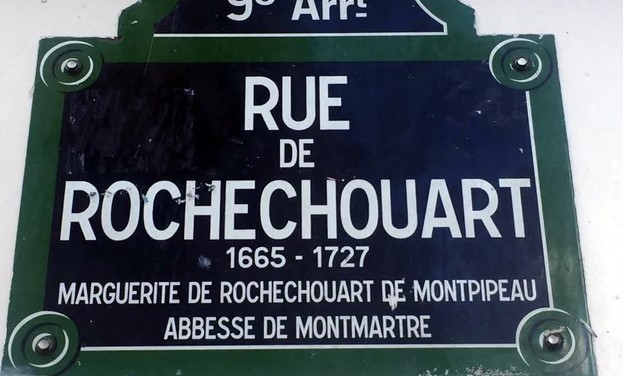 9e Arrt
RUE
DE
ROCHECHOUART
1665 - 1727
MARGUERITE DE ROCHECHOUART DE MONTPIPEAU
ABBESSE DE MONTMARTRE